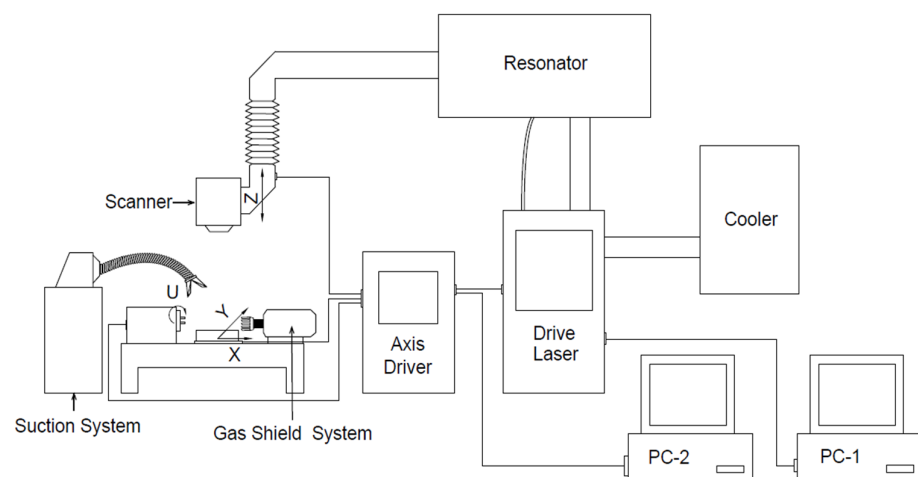 Resonator
Scanner
Z
Cooler
U
Y
X
Axis
Driver
Drive
Laser
Suction System
Gas Shield System
PC-2
PC-1